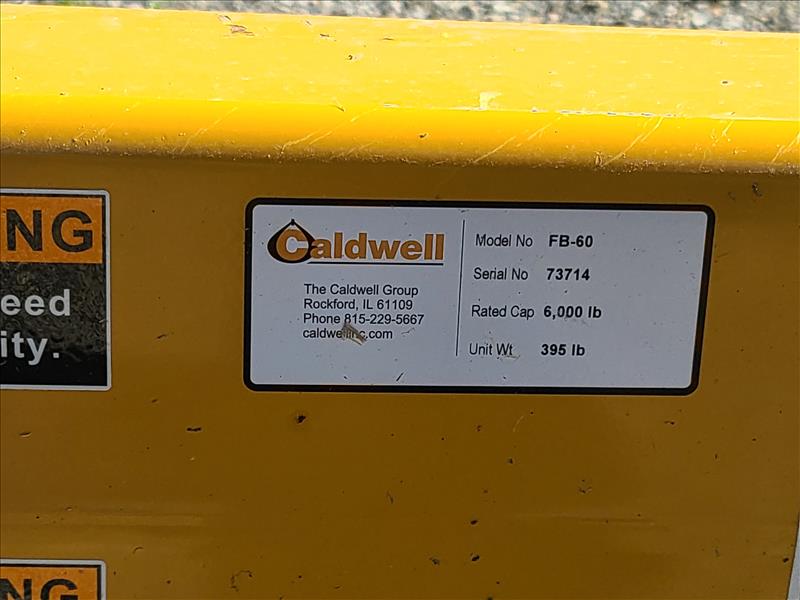 NG
eed
ity.
Caldwell
The Caldwell Group
Rockford, IL 61109
Phone 815-229-5667
caldwellinc.com
Model No FB-60
Serial No 73714
Rated Cap 6,000 lb
Unit Wt 395 lb
NG